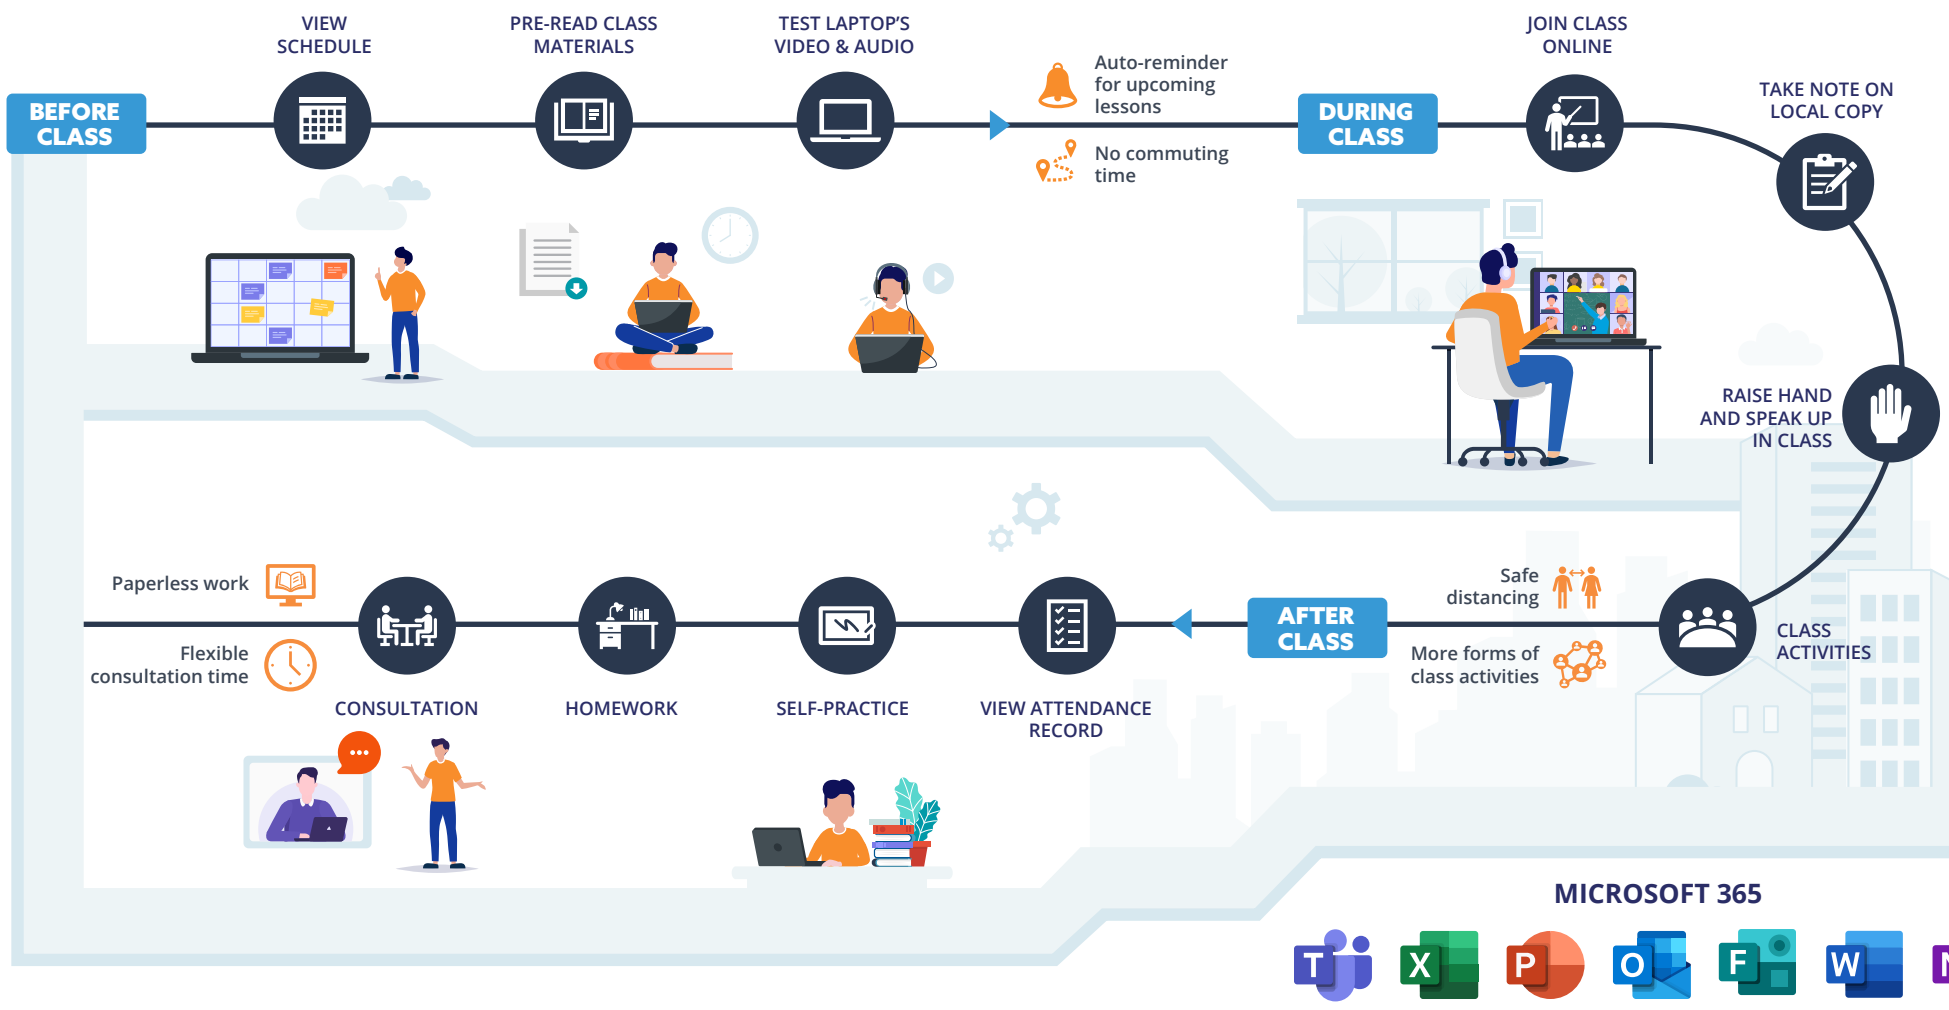 VIEW
SCHEDULE
PRE-READ CLASS
MATERIALS
TEST LAPTOP'S
VIDEO & AUDIO
JOIN CLASS
ONLINE
BEFORE
CLASS
Auto-reminder
for upcoming
lessons
No commuting
time
DURING
CLASS
TAKE NOTE ON
LOCAL COPY
RAISE HAND
AND SPEAK UP
IN CLASS
CLASS
ACTIVITIES
Safe
distancing
More forms of
class activities
AFTER
CLASS
VIEW ATTENDANCE
RECORD
SELF-PRACTICE
HOMEWORK
CONSULTATION
Paperless work
Flexible
consultation time
MICROSOFT 365
T
X
P
O
F
W
N